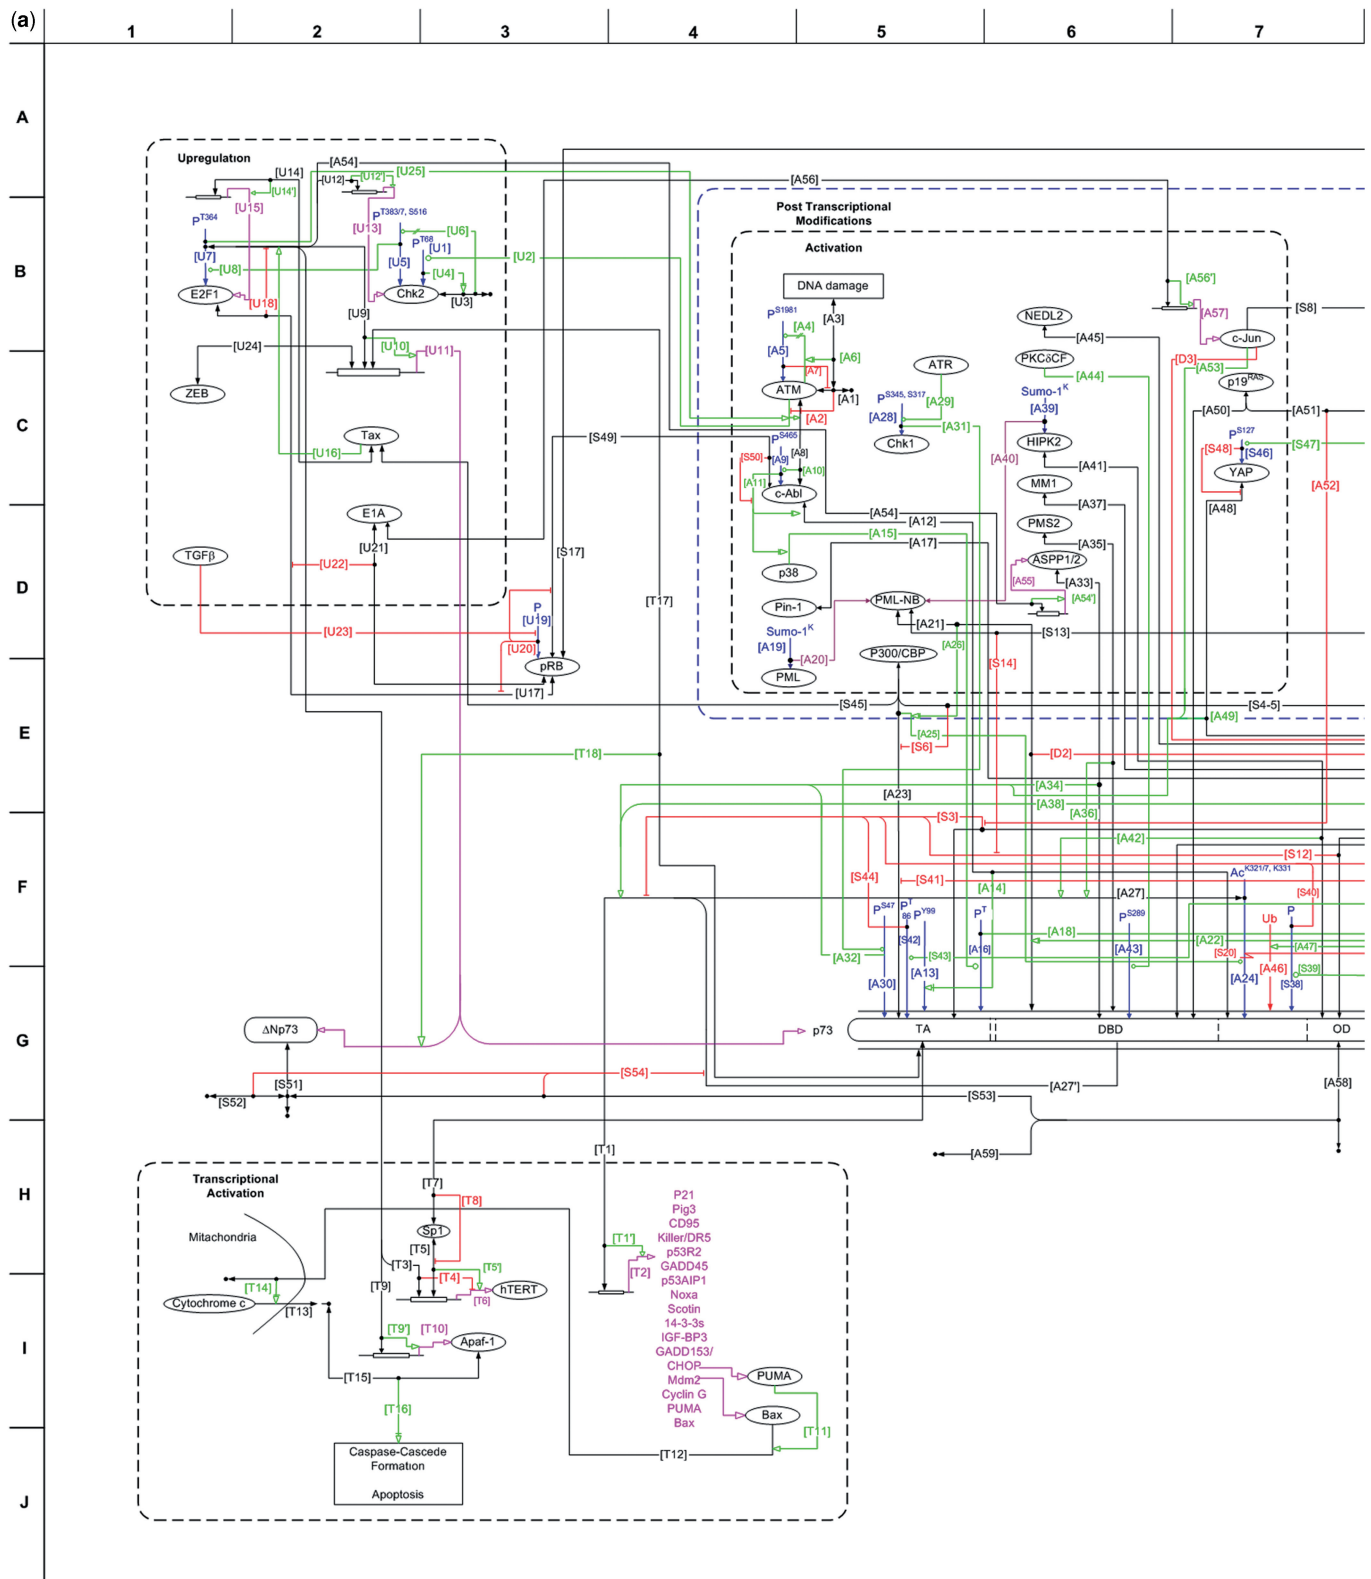 (a)
1 2 3 4 5 6 7
A
Upregulation
[U14]
[U14']
[U12]
[U12']
[A54]
[U25]
[A56]
[U15]
B
P^T364
[U7]
[U8]
E2F1
[U18]
[U13]
P^T383/7, S516
[U6]
P^T68
[U1]
[U5]
[U4]
[U2]
Chk2
[U3]
[U9]
[U10]
[U11]
[U24]
Post Transcriptional
Modifications
Activation
DNA damage
P^S1981
[A3]
[A4]
[A5]
[A6]
[A7]
NEDL2
[A45]
[A56']
[A57]
[S8]
c-Jun
[D3]
[A53]
C
ZEB
Tax
[U16]
[S49]
ATM
[A1]
[A2]
ATR
[A29]
P^S345, S317
[A28]
[A31]
Chk1
PKCδCF
[A44]
Sumo-1^K
[A39]
HIPK2
[A40]
[A41]
MM1
[A37]
p19^RAS
[A50]
[A51]
P^S127
[S48]
[S46]
[S47]
YAP
[A48]
[A52]
P^S465
[S50]
[A9]
[A8]
[A10]
[A11]
c-Abl
[A54]
[A12]
D
TGFβ
E1A
[U21]
[U22]
[U23]
[S17]
[T17]
P
[U19]
[U20]
pRB
[U17]
[A15]
[A17]
p38
Pin-1
Sumo-1^K
[A19]
[A20]
PML
PML-NB
[A21]
[A26]
P300/CBP
PMS2
[A35]
ASPP1/2
[A33]
[A55]
[A54']
[S13]
[S14]
E
[S45]
[S4-5]
[A49]
[A25]
[S6]
[D2]
[T18]
[A23]
[A34]
[A38]
[A36]
F
[S3]
[A42]
[S12]
[S44]
[S41]
[A14]
[A27]
Ac^K321/7, K331
[S40]
P^S47
P^T
86
P^Y99
P^T
P^S289
Ub
P
[S42]
[A16]
[A18]
[A22]
[A47]
[A32]
[S43]
[A43]
[S20]
[A13]
[A30]
[A24]
[A46]
[S39]
[S38]
G
ΔNp73
p73
TA
DBD
OD
[S51]
[S52]
[S54]
[S53]
[A27']
[A58]
[A59]
H
Transcriptional
Activation
Mitachondria
[T7]
[T8]
Sp1
[T5]
[T3]
[T4]
[T5']
[T6]
hTERT
[T9]
[T1]
[T1']
[T2]
P21
Pig3
CD95
Killer/DR5
p53R2
GADD45
p53AIP1
Noxa
Scotin
14-3-3s
IGF-BP3
GADD153/
CHOP
Mdm2
Cyclin G
PUMA
Bax
I
[T14]
Cytochrome c
[T13]
[T9']
[T10]
Apaf-1
[T15]
[T16]
PUMA
Bax
[T11]
[T12]
J
Caspase-Cascede
Formation
Apoptosis